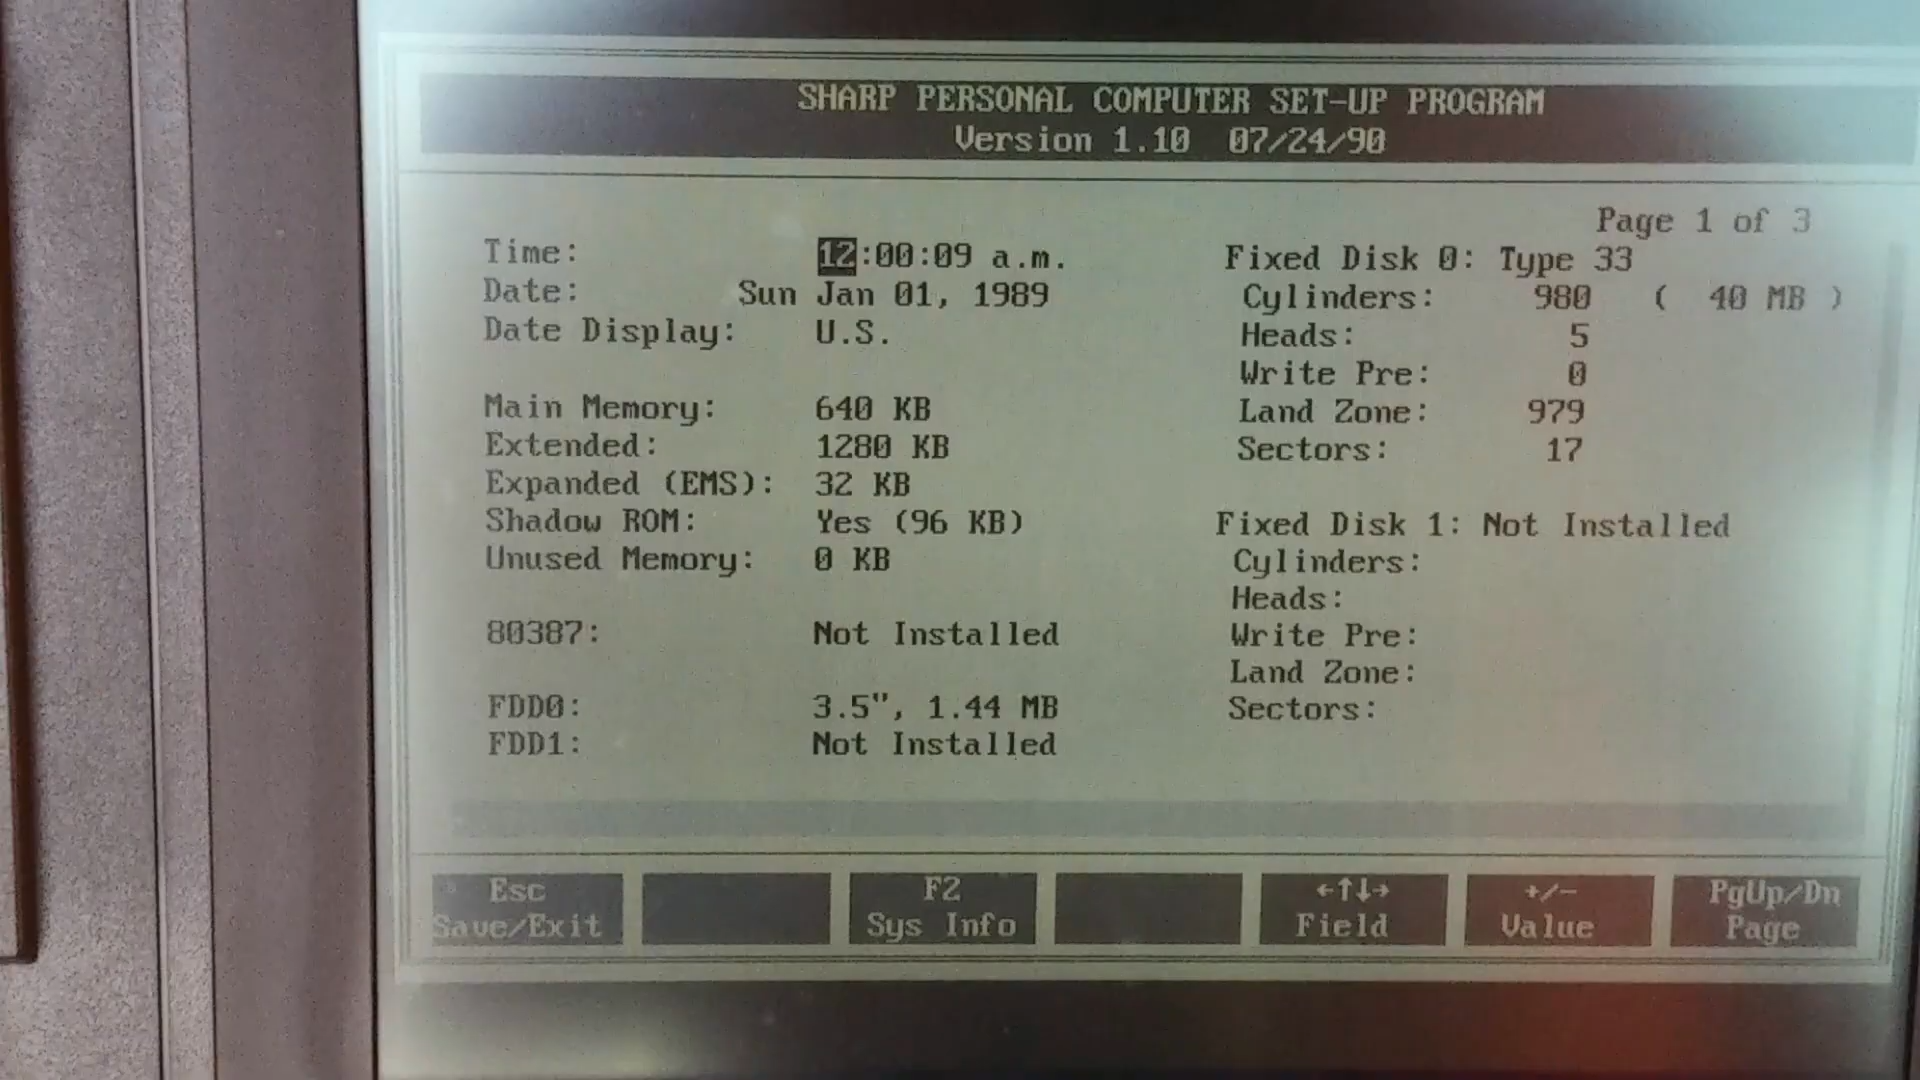 SHARP PERSONAL COMPUTER SET-UP PROGRAM
Version 1.10 07/24/90
Page 1 of 3
Time: 12:00:09 a.m.
Date: Sun Jan 01, 1989
Date Display: U.S.
Main Memory: 640 KB
Extended: 1280 KB
Expanded (EMS): 32 KB
Shadow ROM: Yes (96 KB)
Unused Memory: 0 KB
80387: Not Installed
FDD0: 3.5", 1.44 MB
FDD1: Not Installed
Fixed Disk 0: Type 33
Cylinders: 980 ( 40 MB )
Heads: 5
Write Pre: 0
Land Zone: 979
Sectors: 17
Fixed Disk 1: Not Installed
Cylinders:
Heads:
Write Pre:
Land Zone:
Sectors:
Esc
Save/Exit
F2
Sys Info
←↑↓→
Field
+/-
Value
PgUp/Dn
Page